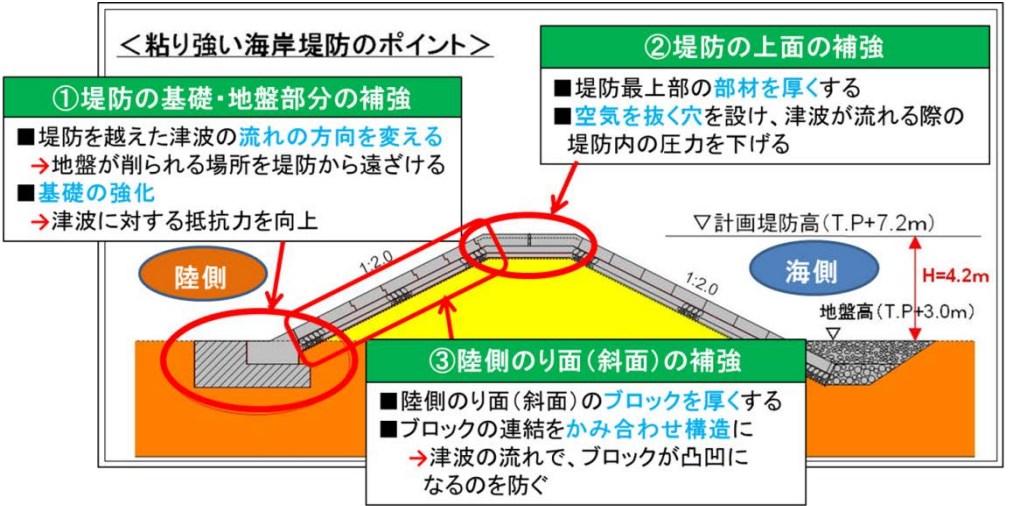 ＜粘り強い海岸堤防のポイント＞
①堤防の基礎・地盤部分の補強
■堤防を越えた津波の流れの方向を変える
→地盤が削られる場所を堤防から遠ざける
■基礎の強化
→津波に対する抵抗力を向上
②堤防の上面の補強
■堤防最上部の部材を厚くする
■空気を抜く穴を設け、津波が流れる際の
堤防内の圧力を下げる
▽計画堤防高(T.P+7.2m)
陸側
1:2.0
1:2.0
海側
H=4.2m
地盤高(T.P+3.0m)
▽
③陸側のり面(斜面)の補強
■陸側のり面(斜面)のブロックを厚くする
■ブロックの連結をかみ合わせ構造に
→津波の流れで、ブロックが凸凹に
なるのを防ぐ